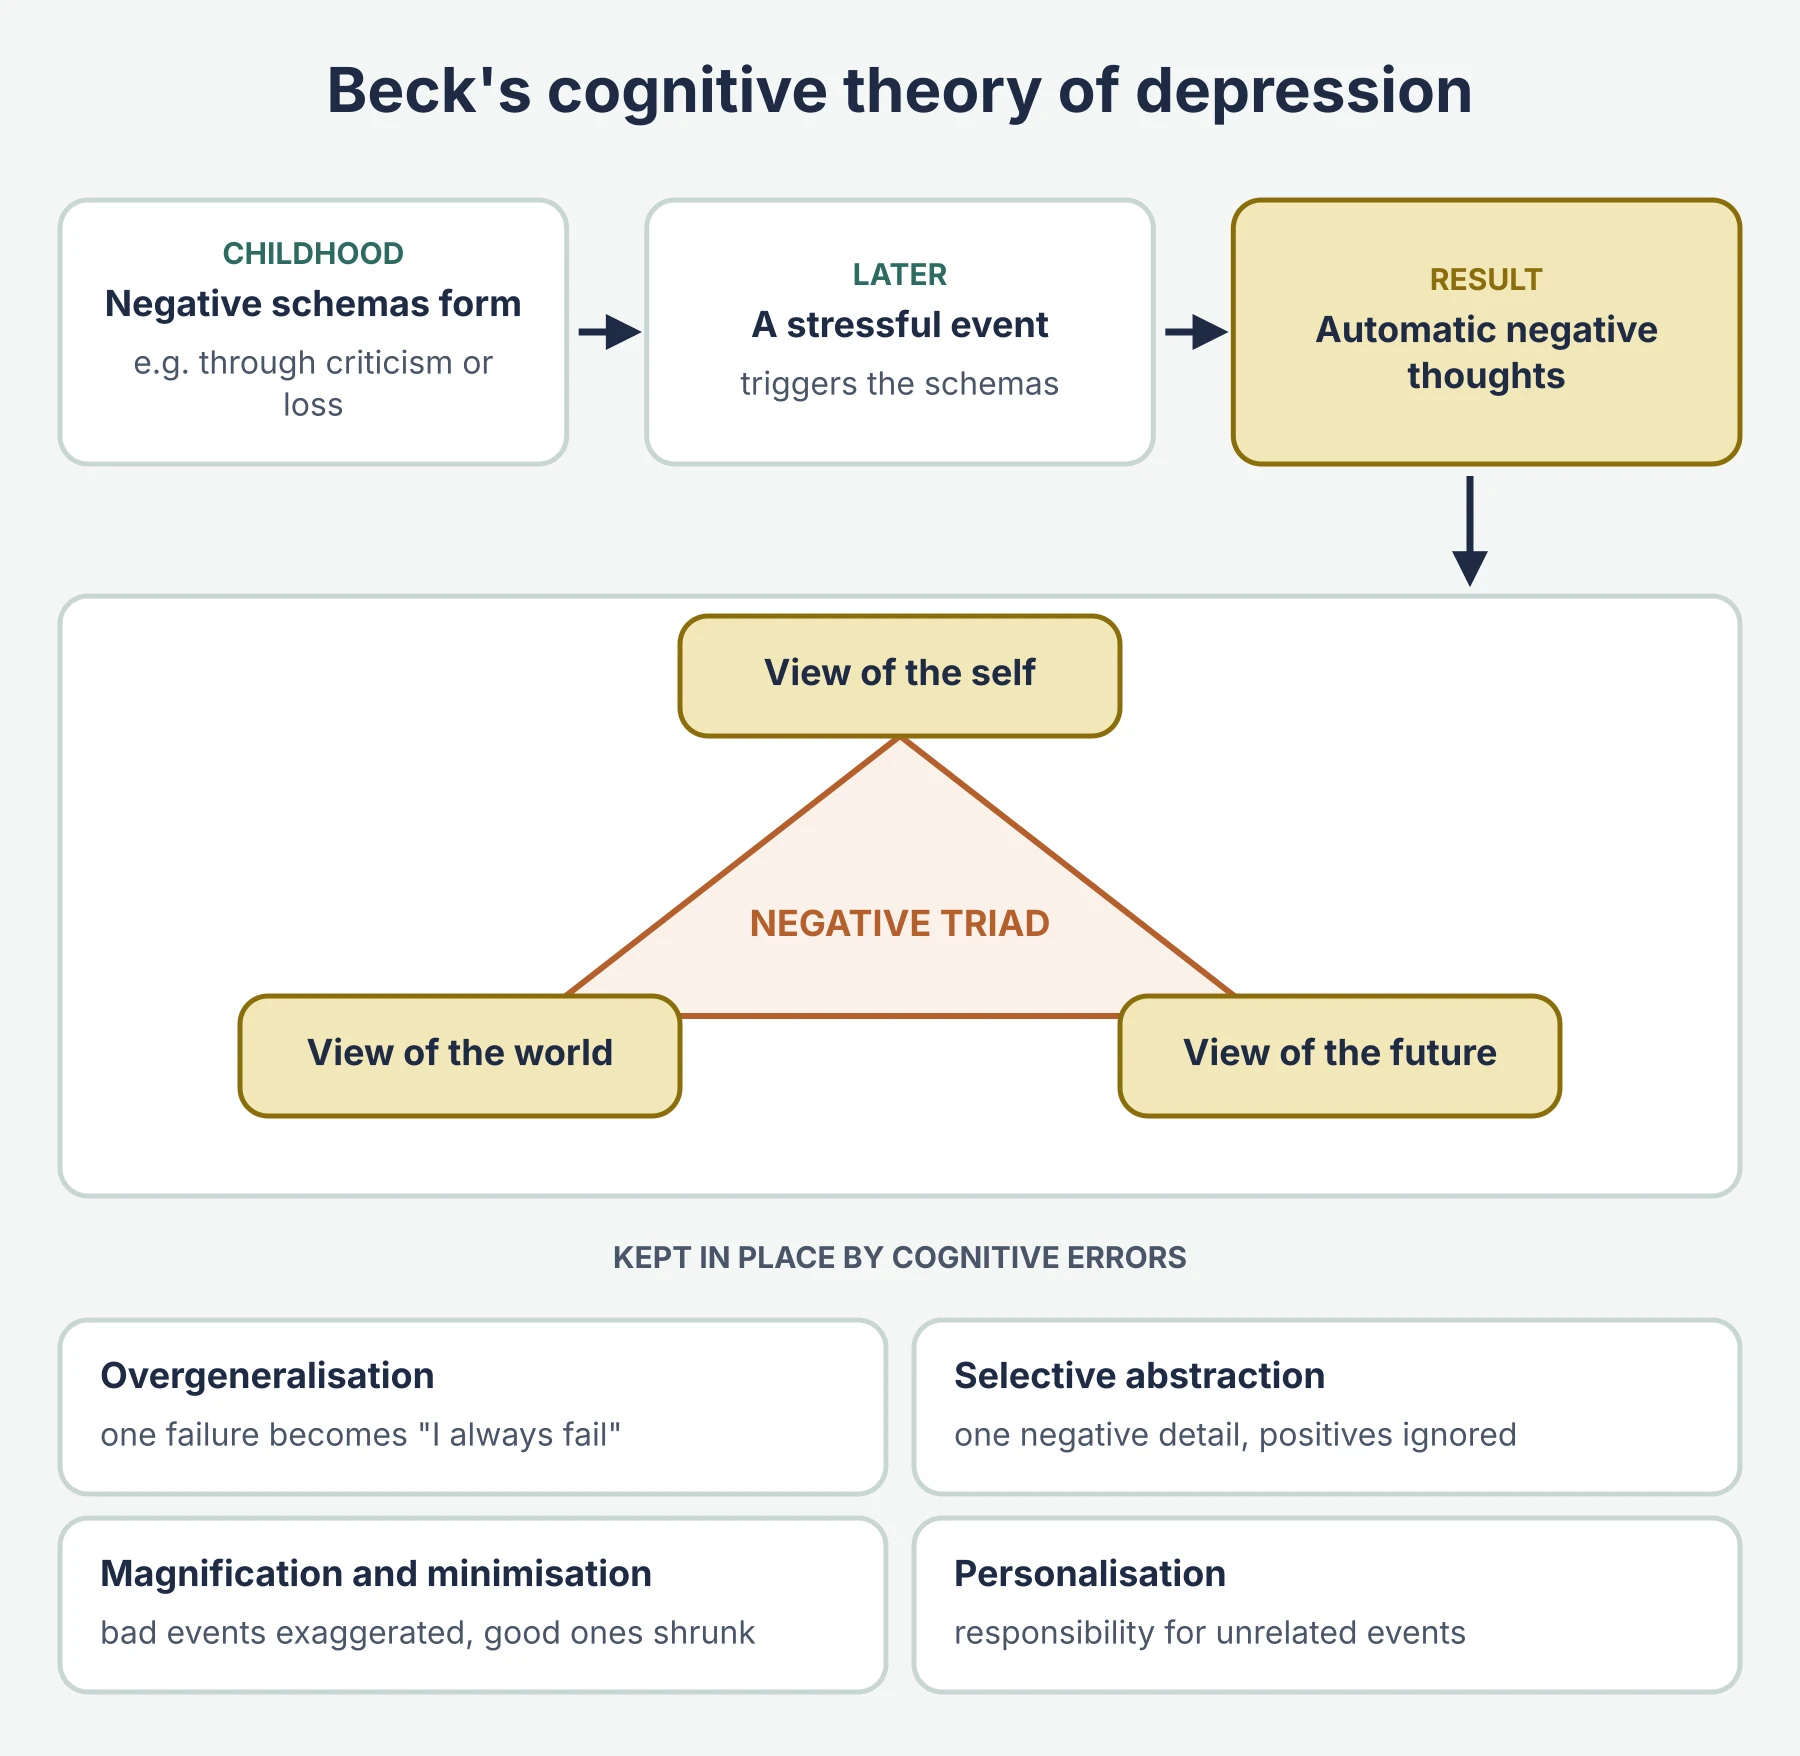 Beck's cognitive theory of depression
CHILDHOOD
Negative schemas form
e.g. through criticism or
loss
LATER
A stressful event
triggers the schemas
RESULT
Automatic negative
thoughts
View of the self
NEGATIVE TRIAD
View of the world
View of the future
KEPT IN PLACE BY COGNITIVE ERRORS
Overgeneralisation
one failure becomes "I always fail"
Selective abstraction
one negative detail, positives ignored
Magnification and minimisation
bad events exaggerated, good ones shrunk
Personalisation
responsibility for unrelated events